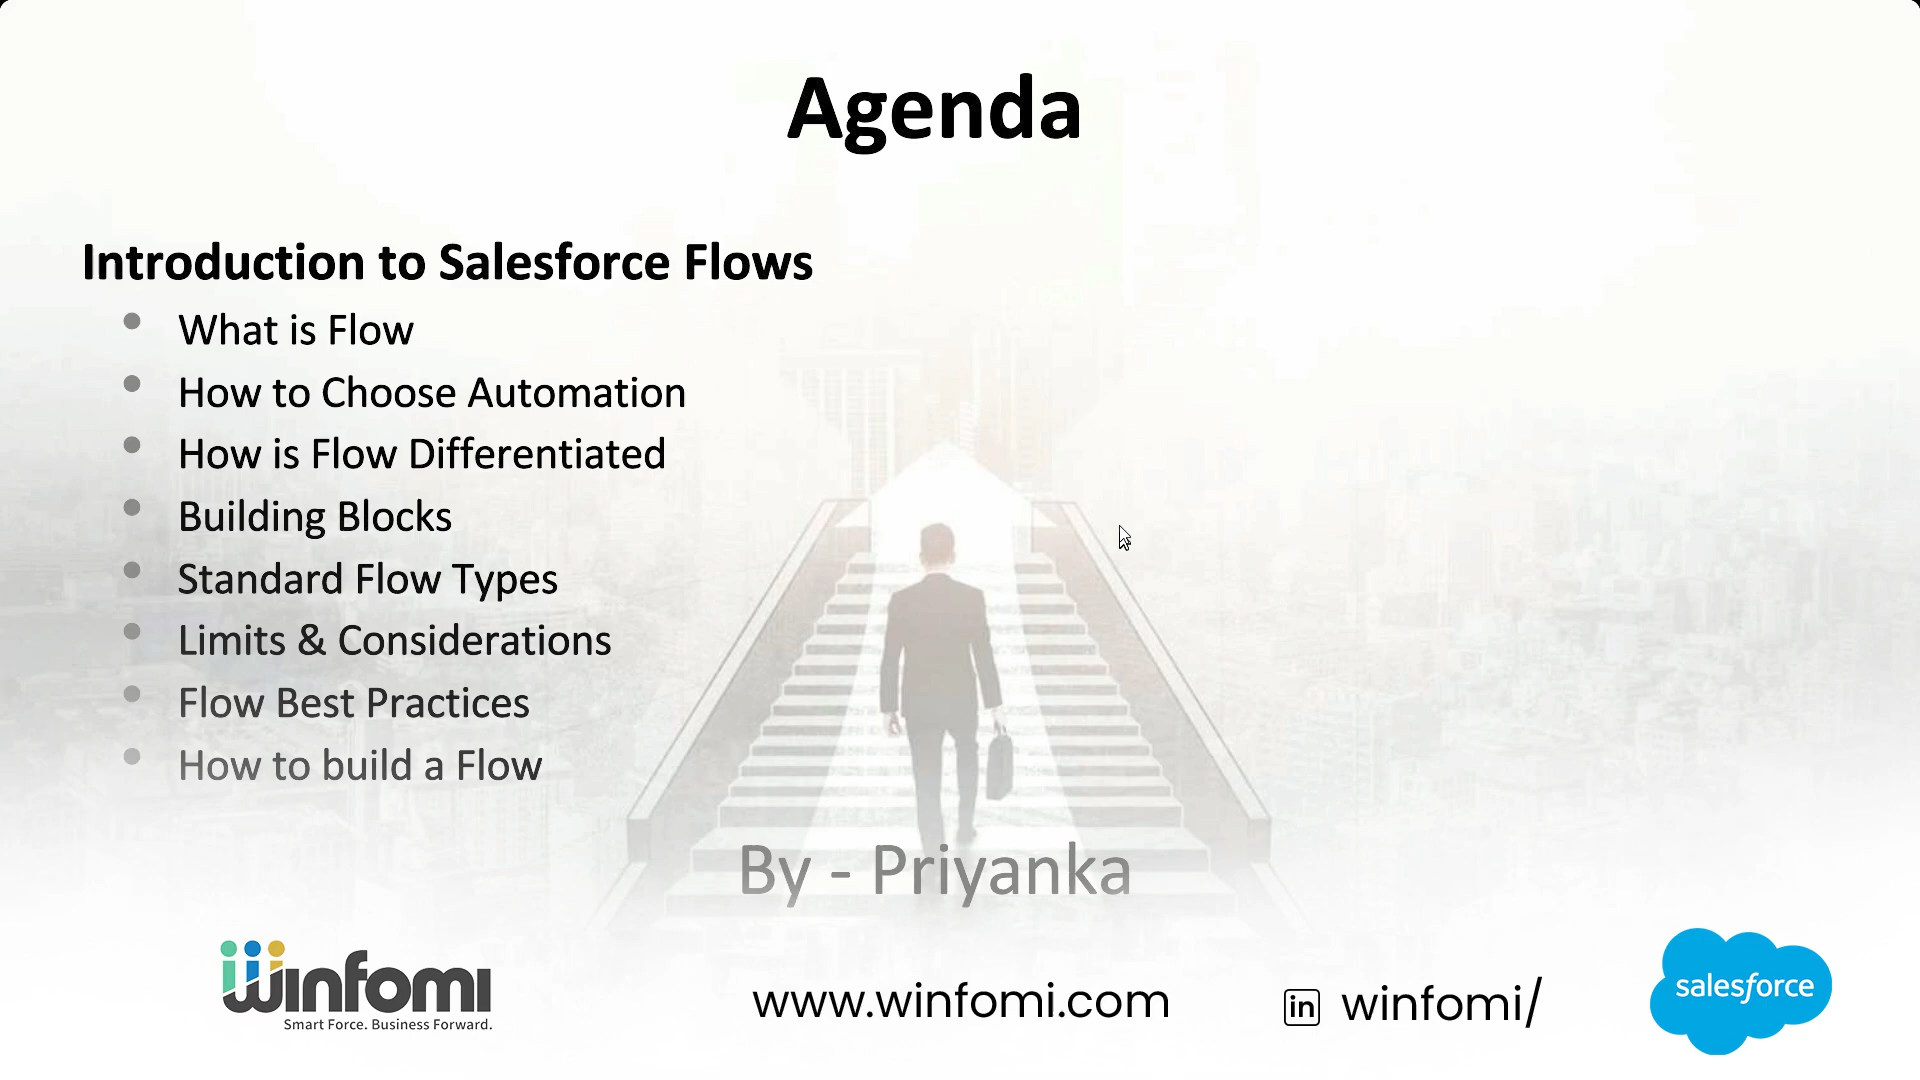 Agenda
Introduction to Salesforce Flows
What is Flow
How to Choose Automation
How is Flow Differentiated
Building Blocks
Standard Flow Types
Limits & Considerations
Flow Best Practices
How to build a Flow
By - Priyanka
winfomi
Smart Force. Business Forward.
www.winfomi.com
in winfomi/
salesforce